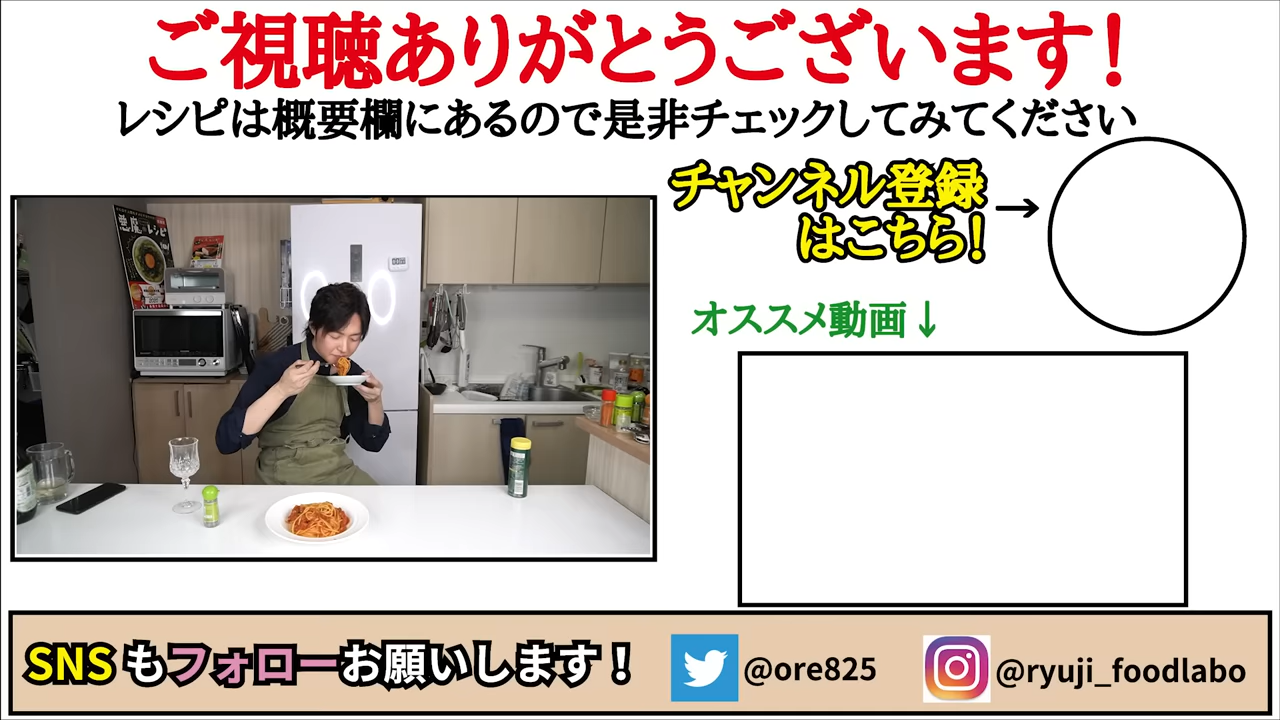 ご視聴ありがとうございます!
レシピは概要欄にあるので是非チェックしてみてください
チャンネル登録
はこちら!
→
オススメ動画↓
SNSもフォローお願いします!
@ore825
@ryuji_foodlabo